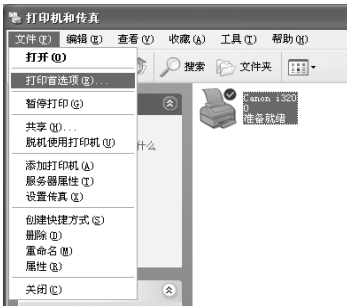 打印机和传真
文件(F) 编辑(E) 查看(V) 收藏(A) 工具(T) 帮助(H)
打开(O)
搜索 文件夹
打印首选项(E)...
暂停打印(G)
Canon i320
0
准备就绪
共享(H)...
脱机使用打印机(U)
什么
添加打印机(A)
服务器属性(T)
设置传真(X)
创建快捷方式(S)
删除(D)
重命名(M)
属性(R)
关闭(C)